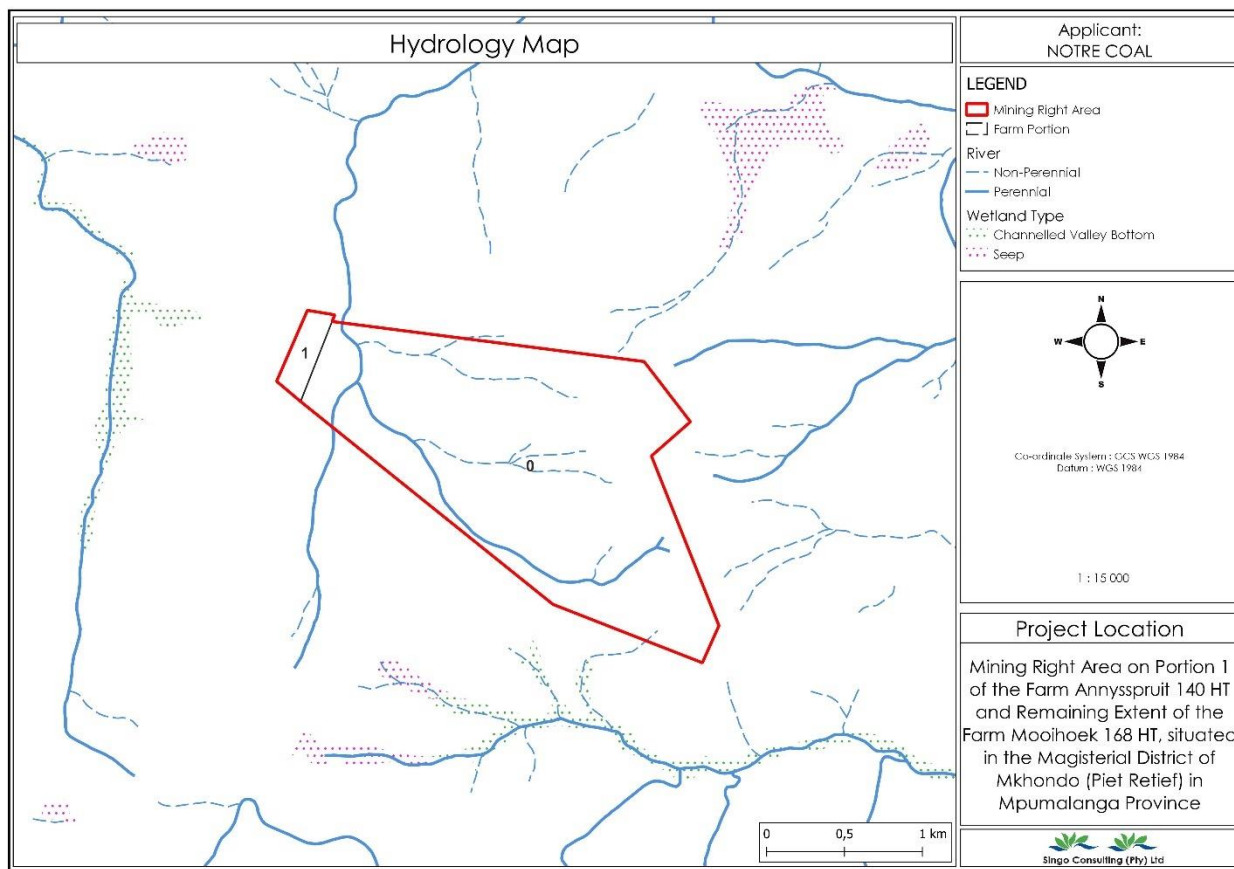 Hydrology Map
1
0
0 0,5 1 km
Applicant:
NOTRE COAL
LEGEND
Mining Right Area
Farm Portion
River
Non-Perennial
Perennial
Wetland Type
Channelled Valley Bottom
Seep
N
W E
S
Co-ordinate System : GCS WGS 1984
Datum : WGS 1984
1 : 15 000
Project Location
Mining Right Area on Portion 1
of the Farm Annysspruit 140 HT
and Remaining Extent of the
Farm Mooihoek 168 HT, situated
in the Magisterial District of
Mkhondo (Piet Retief) in
Mpumalanga Province
Singo Consulting (Pty) Ltd